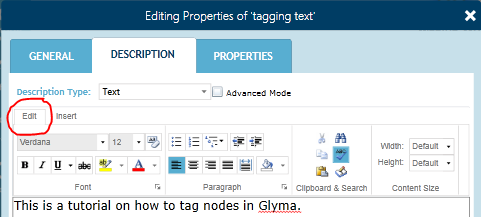 Editing Properties of 'tagging text'
GENERAL DESCRIPTION PROPERTIES
Description Type: Text Advanced Mode
Edit Insert
Verdana 12
Width: Default
B I U abc A
Height: Default
Font Paragraph Clipboard & Search Content Size
This is a tutorial on how to tag nodes in Glyma.